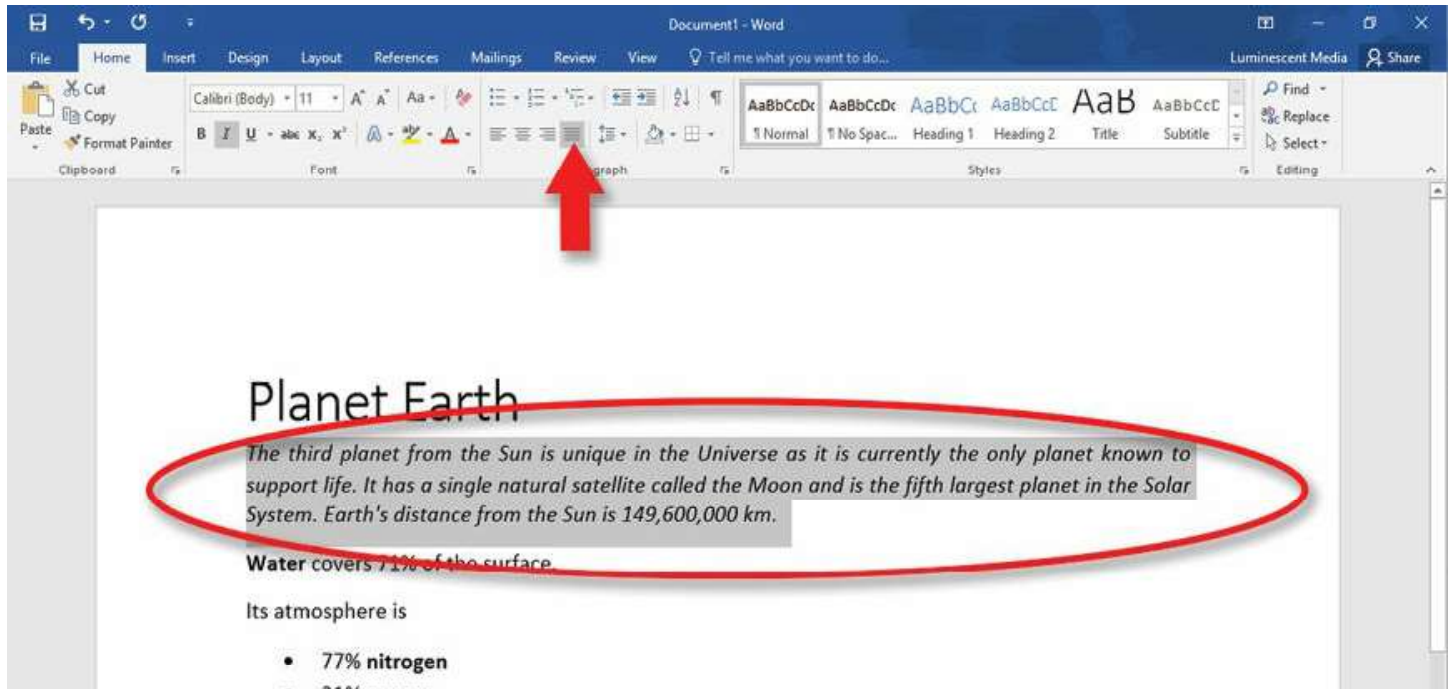 Document1 - Word
File Home Insert Design Layout References Mailings Review View Tell me what you want to do... Luminescent Media Share
Cut
Copy
Paste
Format Painter
Clipboard
Calibri (Body) 11 A A Aa
B I U abc X₂ X² A A
Font
AaBbCcDc AaBbCcDc AaBbCc AaBbCcE AaB AaBbCcC
¶ Normal ¶ No Spac... Heading 1 Heading 2 Title Subtitle
Styles
Find
Replace
Select
Editing
Planet Earth
The third planet from the Sun is unique in the Universe as it is currently the only planet known to
support life. It has a single natural satellite called the Moon and is the fifth largest planet in the Solar
System. Earth's distance from the Sun is 149,600,000 km.
Water covers 71% of the surface.
Its atmosphere is
• 77% nitrogen